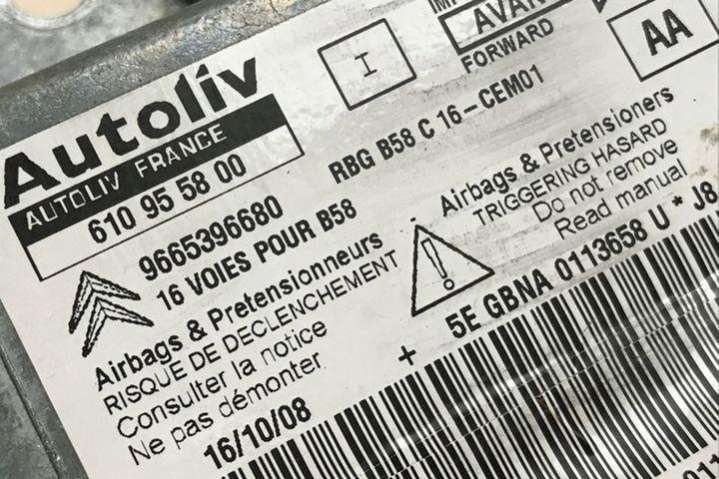 Autoliv
AUTOLIV FRANCE
610 95 58 00
I
AVAN
FORWARD
AA
RBG B58 C 16-CEM01
9665396680
16 VOIES POUR B58
Airbags & Pretensionneurs
RISQUE DE DECLENCHEMENT
Consulter la notice
Ne pas démonter
16/10/08
Airbags & Pretensioners
TRIGGERING HASARD
Do not remove
Read manual
+ 5E GBNA 0113658 U * J8